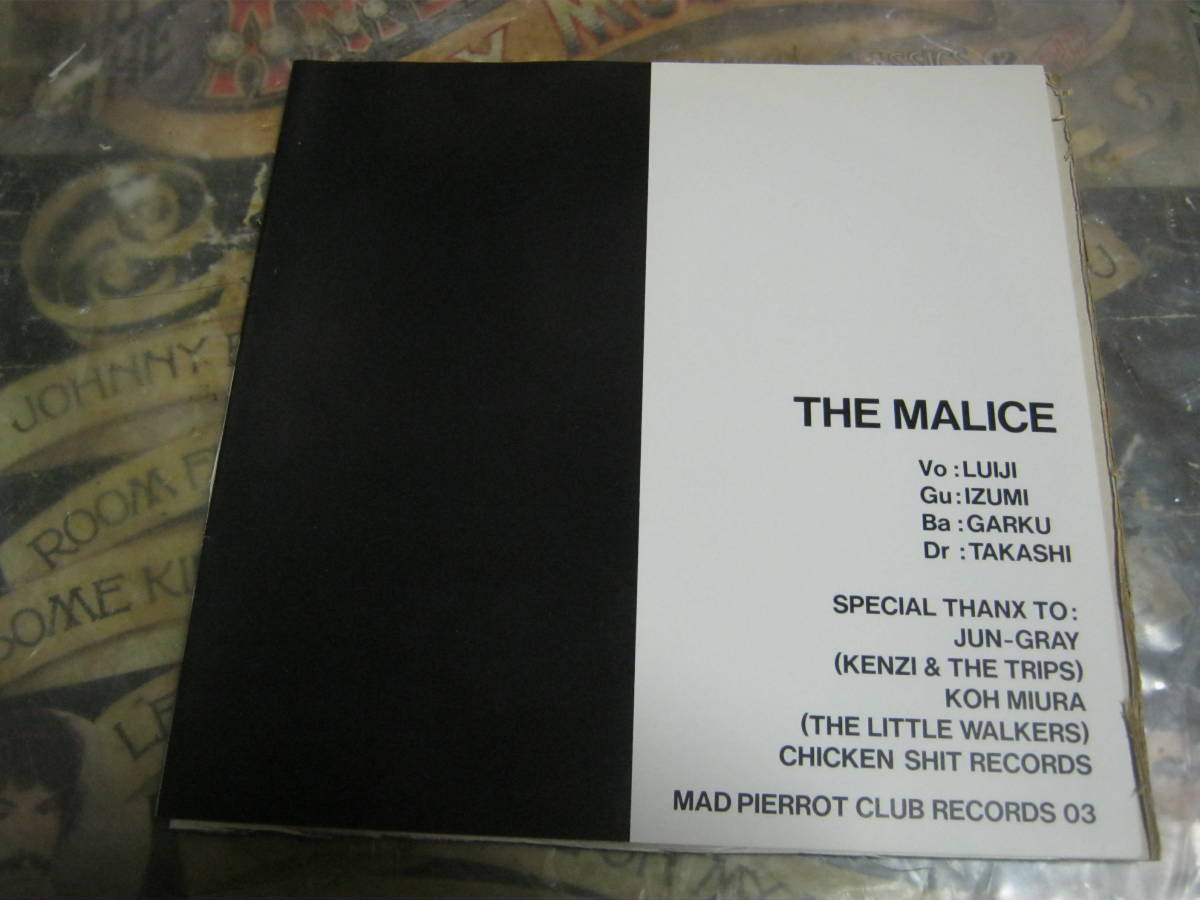 JOHNNY
ROOM
SOME KI
THE MALICE
Vo :LUIJI
Gu:IZUMI
Ba :GARKU
Dr :TAKASHI
SPECIAL THANX TO:
JUN-GRAY
(KENZI & THE TRIPS)
KOH MIURA
(THE LITTLE WALKERS)
CHICKEN SHIT RECORDS
MAD PIERROT CLUB RECORDS 03